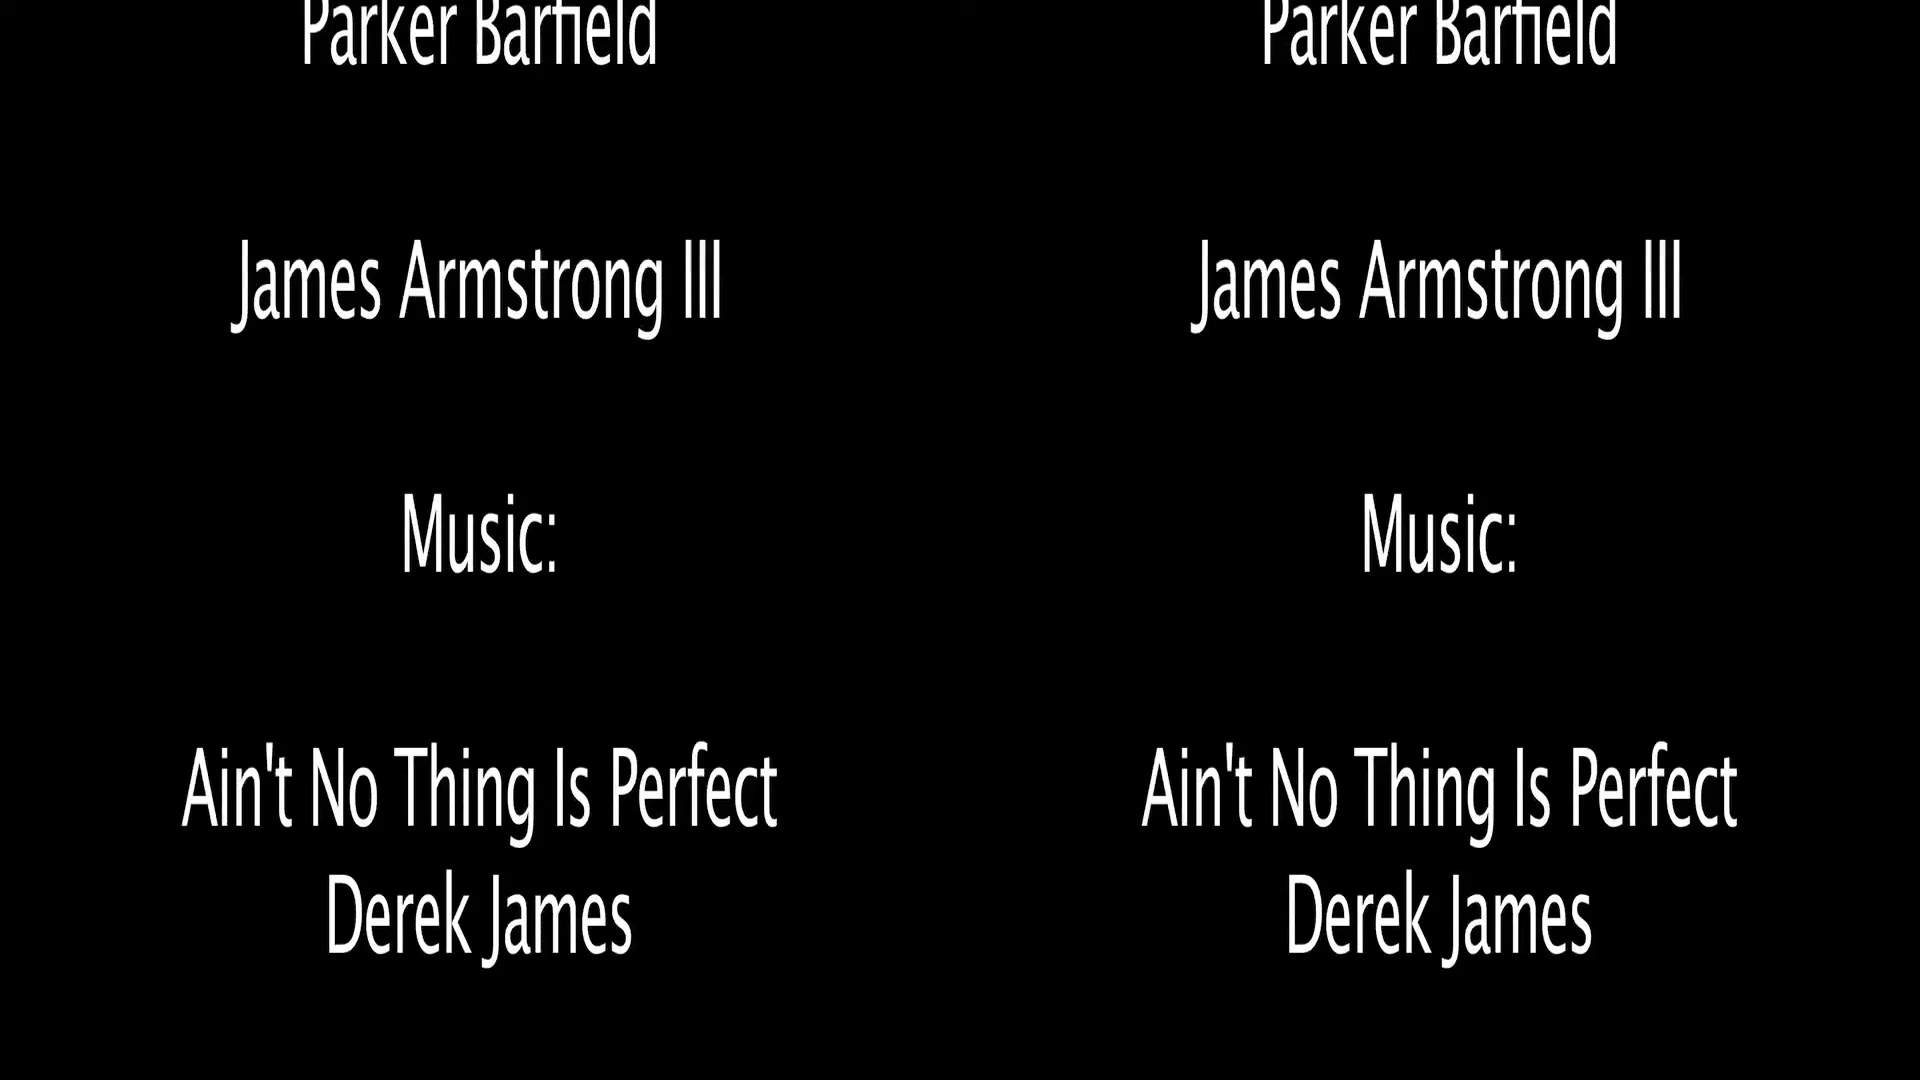 Parker Barfield
James Armstrong III
Music:
Ain't No Thing Is Perfect
Derek James
Parker Barfield
James Armstrong III
Music:
Ain't No Thing Is Perfect
Derek James